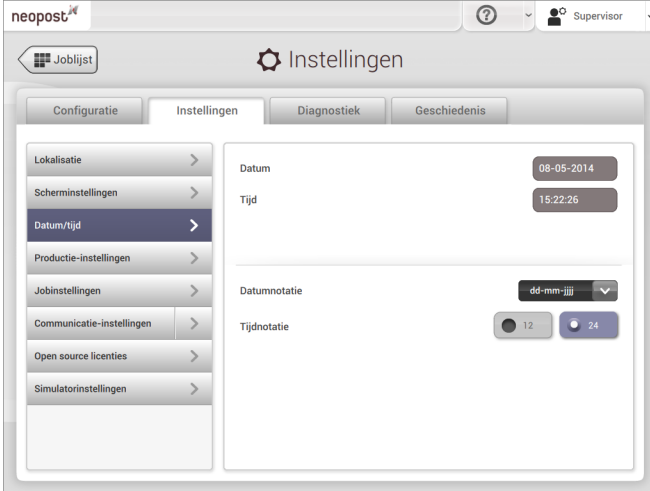 neopost
Supervisor
Joblijst
Instellingen
Configuratie
Instellingen
Diagnostiek
Geschiedenis
Lokalisatie
Scherminstellingen
Datum/tijd
Productie-instellingen
Jobinstellingen
Communicatie-instellingen
Open source licenties
Simulatorinstellingen
Datum
08-05-2014
Tijd
15:22:26
Datumnotatie
dd-mm-jjjj
Tijdnotatie
12
24